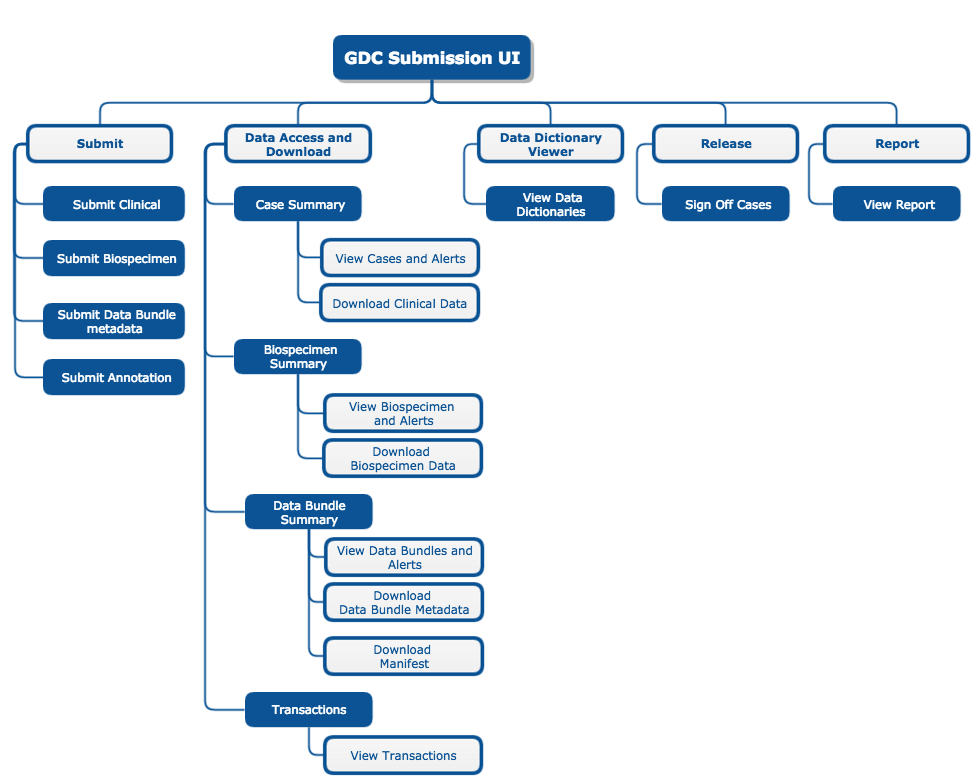 GDC Submission UI
Submit
Data Access and
Download
Data Dictionary
Viewer
Release
Report
Submit Clinical
Submit Biospecimen
Submit Data Bundle
metadata
Submit Annotation
Case Summary
View Cases and Alerts
Download Clinical Data
Biospecimen
Summary
View Biospecimen
and Alerts
Download
Biospecimen Data
Data Bundle
Summary
View Data Bundles and
Alerts
Download
Data Bundle Metadata
Download
Manifest
Transactions
View Transactions
View Data
Dictionaries
Sign Off Cases
View Report